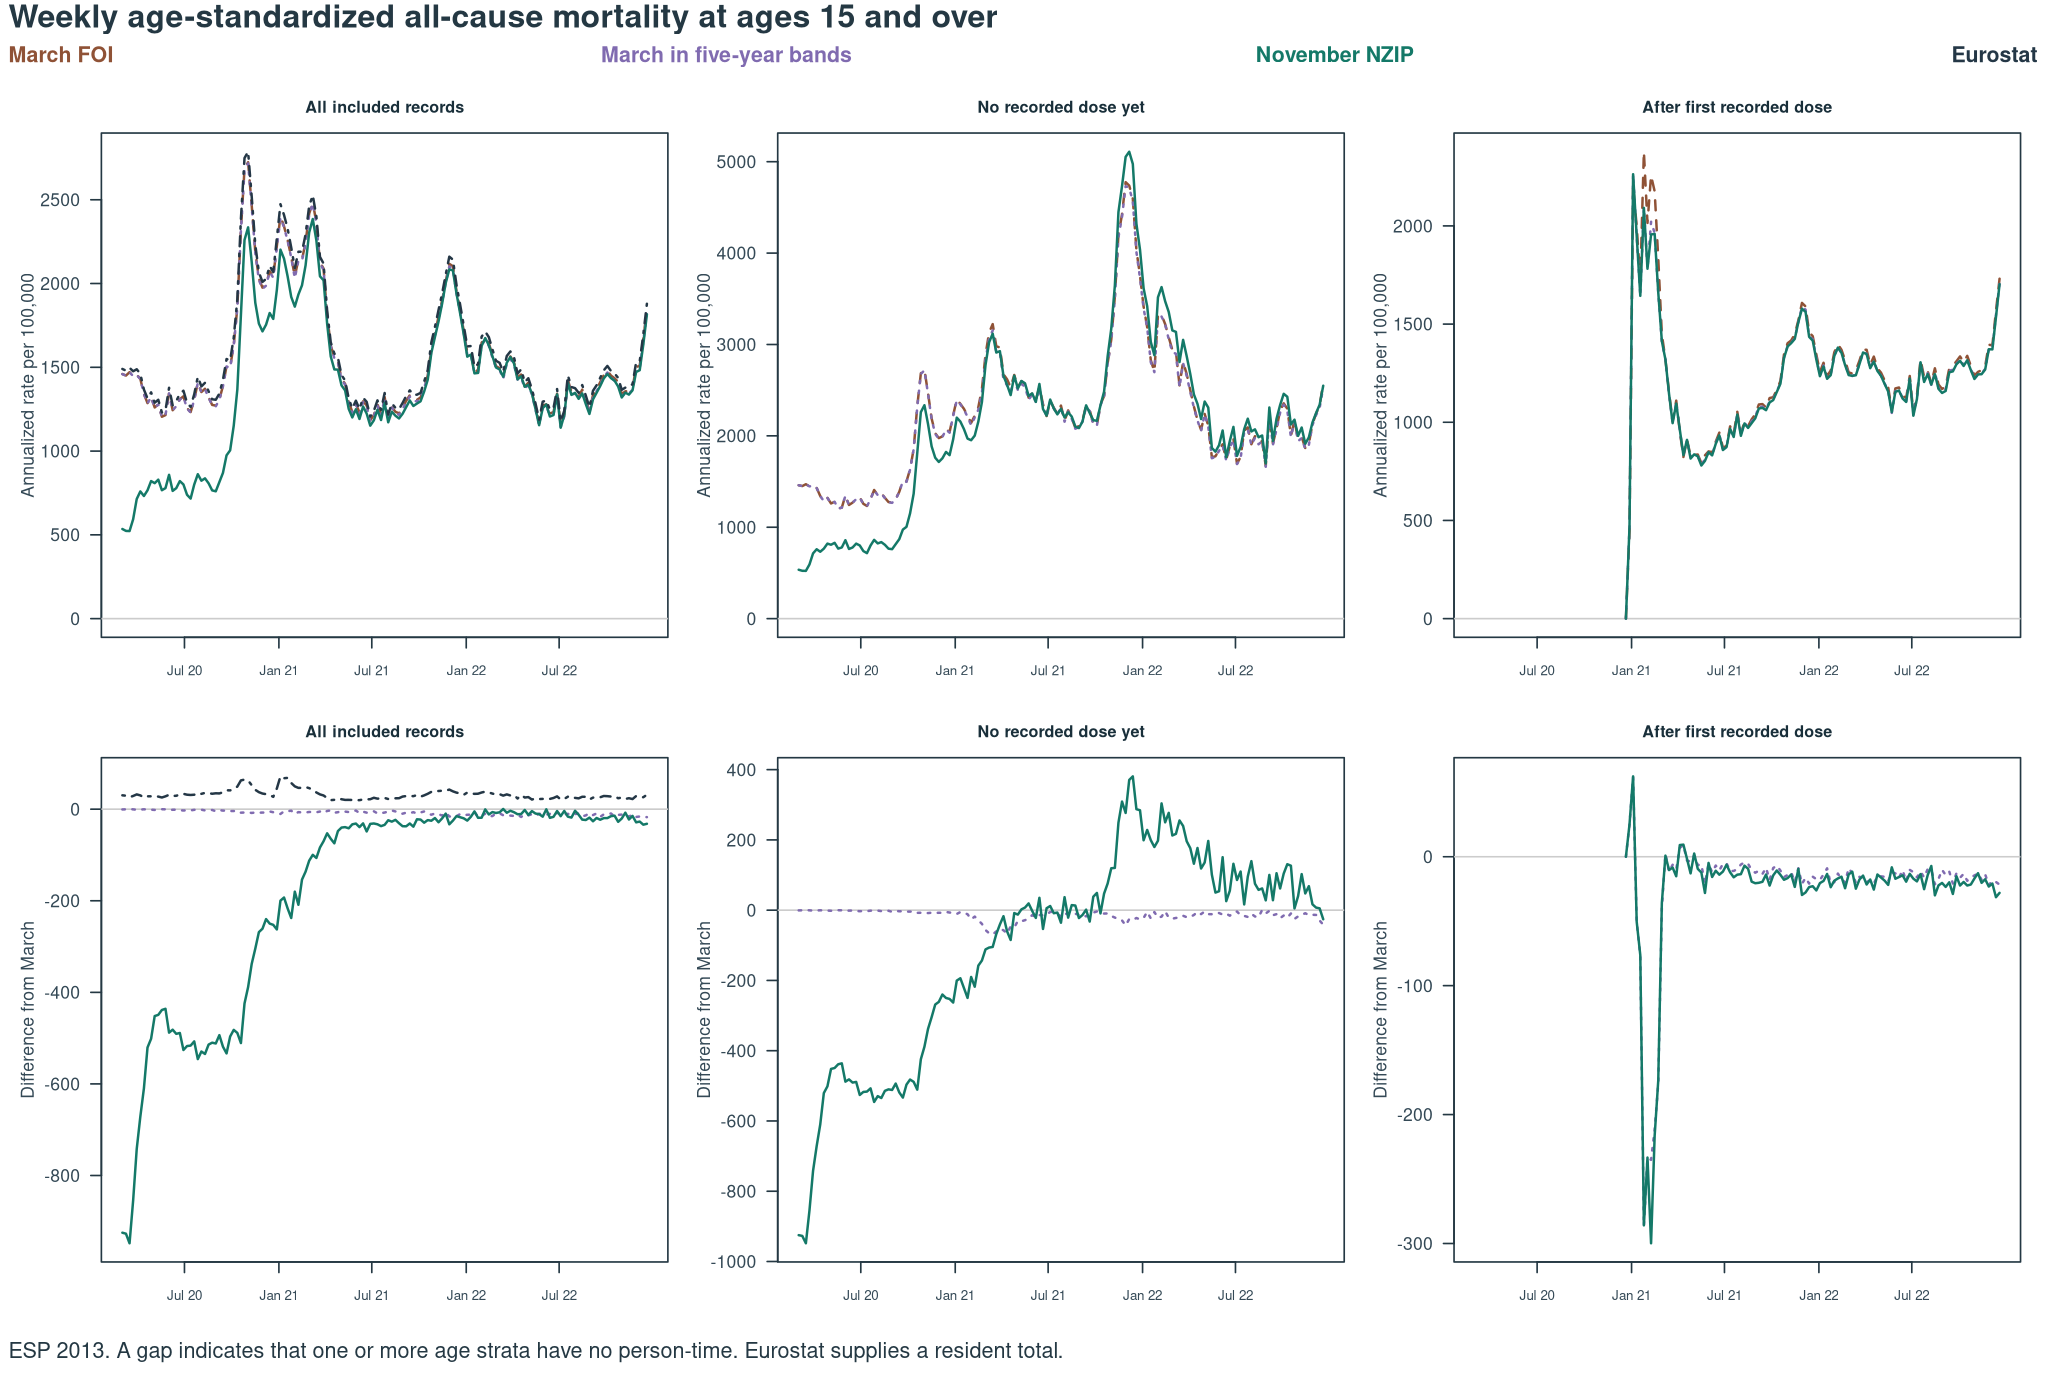 Weekly age-standardized all-cause mortality at ages 15 and over
March FOI March in five-year bands November NZIP Eurostat
All included records
Annualized rate per 100,000
2500
2000
1500
1000
500
0
Jul 20 Jan 21 Jul 21 Jan 22 Jul 22
No recorded dose yet
Annualized rate per 100,000
5000
4000
3000
2000
1000
0
Jul 20 Jan 21 Jul 21 Jan 22 Jul 22
After first recorded dose
Annualized rate per 100,000
2000
1500
1000
500
0
Jul 20 Jan 21 Jul 21 Jan 22 Jul 22
All included records
Difference from March
0
-200
-400
-600
-800
Jul 20 Jan 21 Jul 21 Jan 22 Jul 22
No recorded dose yet
Difference from March
400
200
0
-200
-400
-600
-800
-1000
Jul 20 Jan 21 Jul 21 Jan 22 Jul 22
After first recorded dose
Difference from March
0
-100
-200
-300
Jul 20 Jan 21 Jul 21 Jan 22 Jul 22
ESP 2013. A gap indicates that one or more age strata have no person-time. Eurostat supplies a resident total.